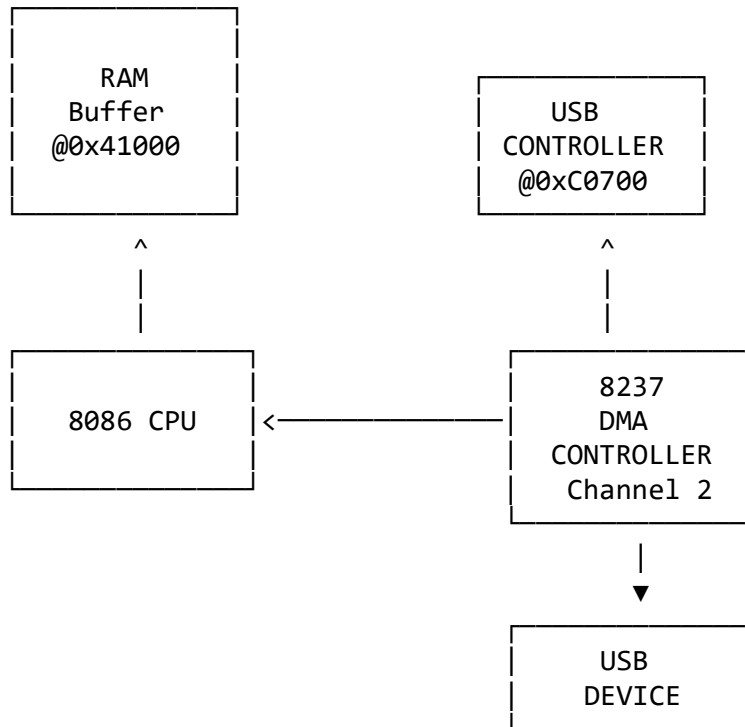 RAM
Buffer
@0x41000
USB
CONTROLLER
@0xC0700
8086 CPU
8237
DMA
CONTROLLER
Channel 2
USB
DEVICE